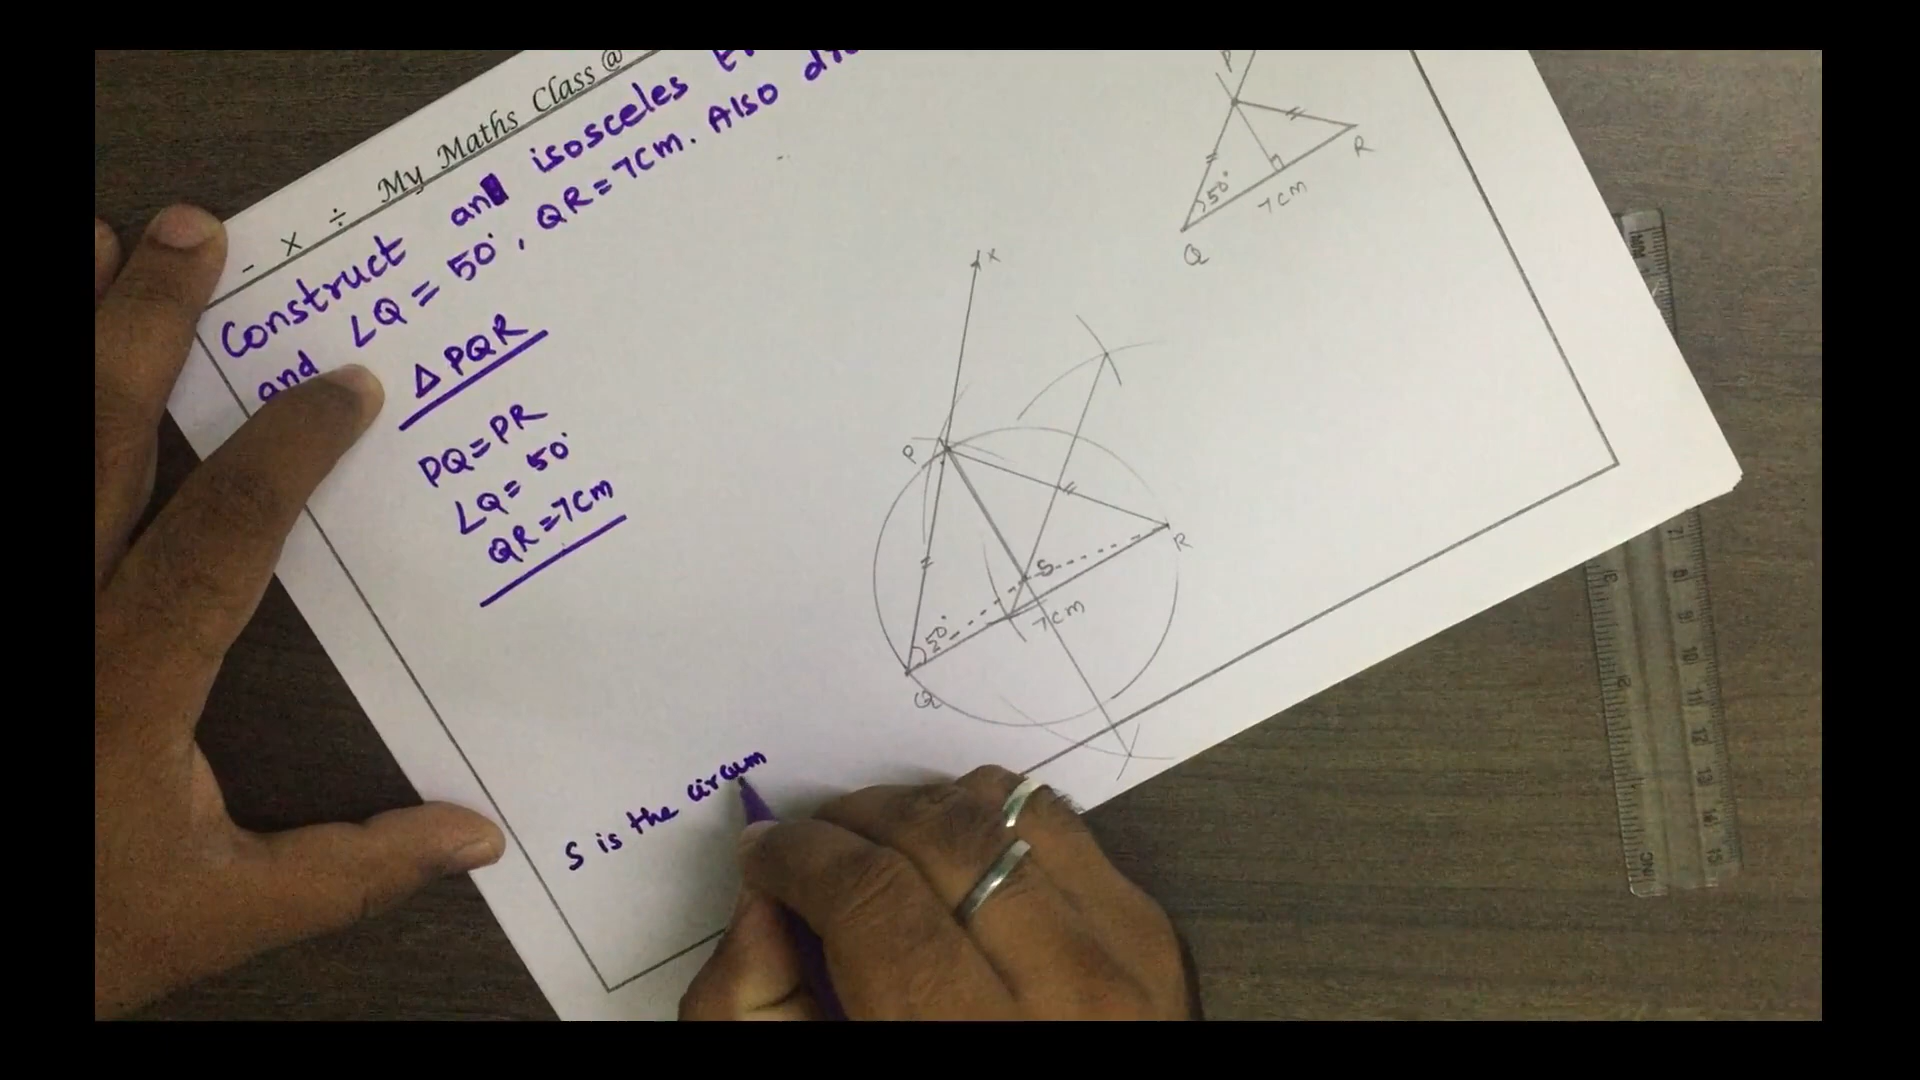 - × ÷ My Maths Class @
Construct an isosceles
and ∠Q = 50°, QR = 7cm. Also
Δ PQR
PQ = PR
∠Q = 50°
QR = 7cm
S is the circum
P
R
50°
7cm
Q
X
P
S
R
50°
7cm
Q